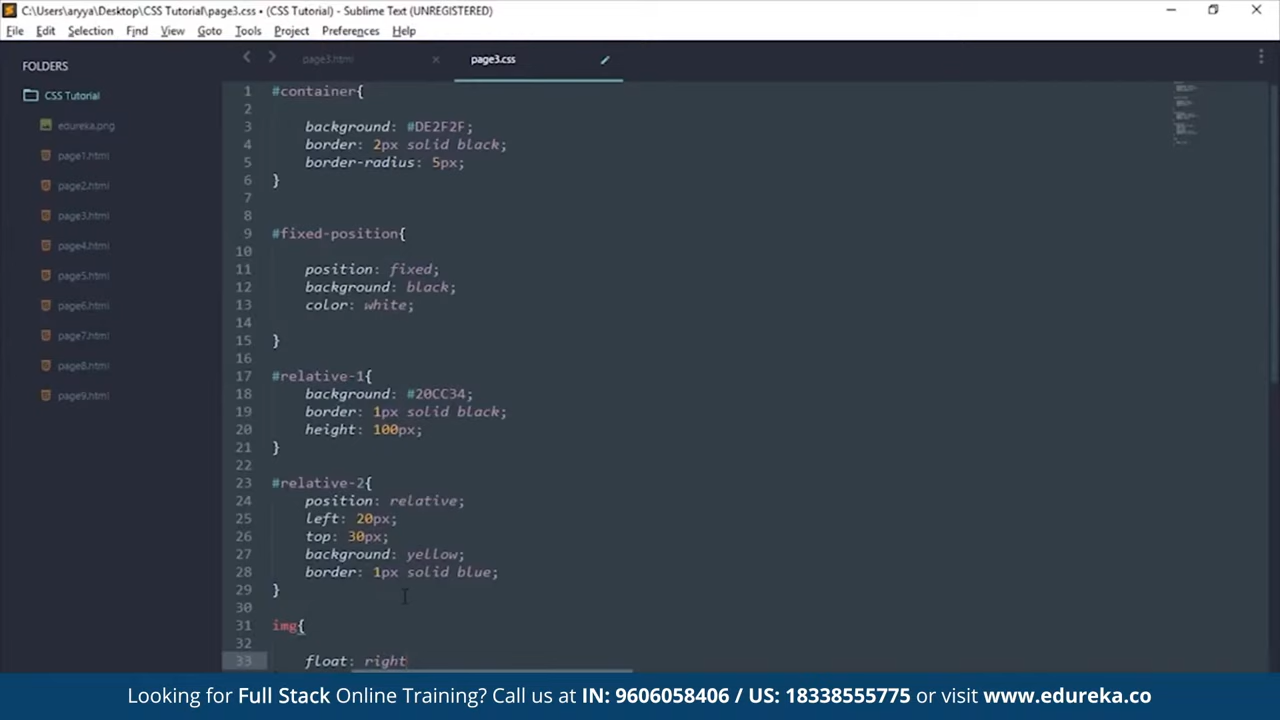 C:\Users\aryya\Desktop\CSS Tutorial\page3.css • (CSS Tutorial) - Sublime Text (UNREGISTERED)
File Edit Selection Find View Goto Tools Project Preferences Help
FOLDERS
CSS Tutorial
edureka.png
page1.html
page2.html
page3.html
page4.html
page5.html
page6.html
page7.html
page8.html
page9.html
page3.html page3.css
1 #container{
2
3 background: #DE2F2F;
4 border: 2px solid black;
5 border-radius: 5px;
6 }
7
8
9 #fixed-position{
10
11 position: fixed;
12 background: black;
13 color: white;
14
15 }
16
17 #relative-1{
18 background: #20CC34;
19 border: 1px solid black;
20 height: 100px;
21 }
22
23 #relative-2{
24 position: relative;
25 left: 20px;
26 top: 30px;
27 background: yellow;
28 border: 1px solid blue;
29 }
30
31 img{
32
33 float: right
Looking for Full Stack Online Training? Call us at IN: 9606058406 / US: 18338555775 or visit www.edureka.co